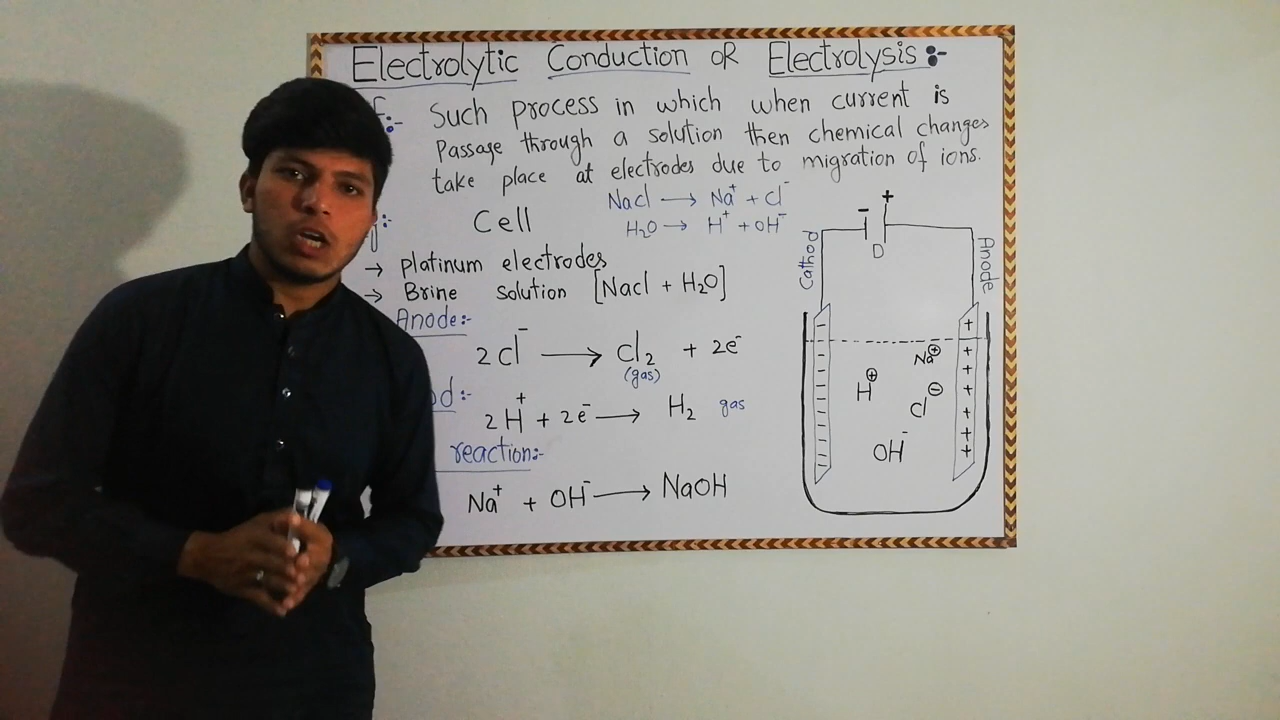 Electrolytic Conduction OR Electrolysis:-
f:- Such process in which when current is
Passage through a solution then chemical changes
take place at electrodes due to migration of ions.
Nacl → Na⁺ + Cl⁻
H₂O → H⁺ + OH⁻
Cell
→ platinum electrodes
→ Brine solution [Nacl + H₂O]
Anode:-
2Cl⁻ → Cl₂ + 2e⁻
(gas)
od:-
2H⁺ + 2e⁻ → H₂ gas
reaction:-
Na⁺ + OH⁻ → NaOH
- +
D
Cathod
Anode
Na⊕
H⊕
Cl⊖
OH⁻